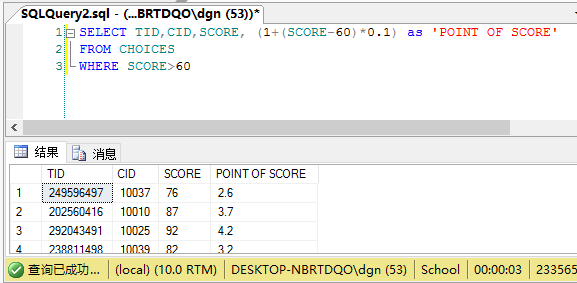 SQLQuery2.sql - (...BRTDQO\dgn (53))*
1 SELECT TID,CID,SCORE, (1+(SCORE-60)*0.1) as 'POINT OF SCORE'
2 FROM CHOICES
3 WHERE SCORE>60
结果 消息
TID CID SCORE POINT OF SCORE
1 249596497 10037 76 2.6
2 202560416 10010 87 3.7
3 292043491 10025 92 4.2
4 238811498 10039 82 3.2
查询已成功... (local) (10.0 RTM) DESKTOP-NBRTDQO\dgn (53) School 00:00:03 233565